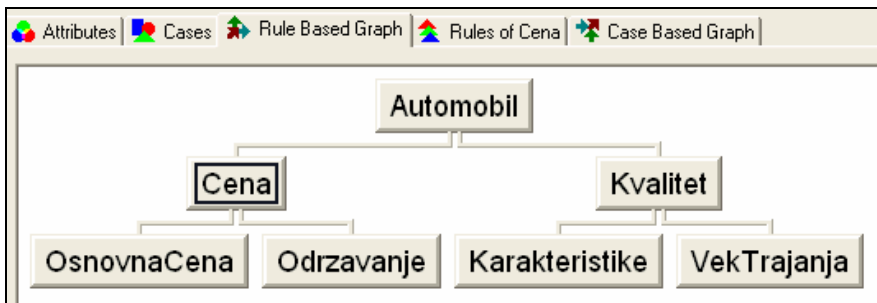 Attributes Cases Rule Based Graph Rules of Cena Case Based Graph
Automobil
Cena Kvalitet
OsnovnaCena Odrzavanje Karakteristike VekTrajanja